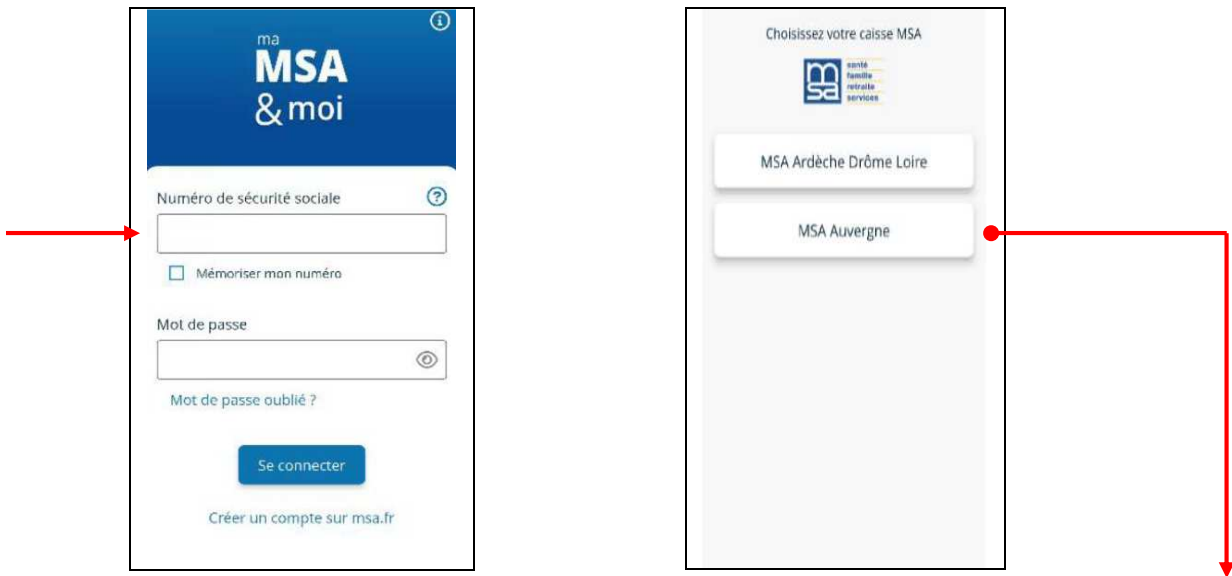 ma
MSA
& moi
Numéro de sécurité sociale
Mémoriser mon numéro
Mot de passe
Mot de passe oublié ?
Se connecter
Créer un compte sur msa.fr
Choisissez votre caisse MSA
msa
santé
famille
retraite
services
MSA Ardèche Drôme Loire
MSA Auvergne